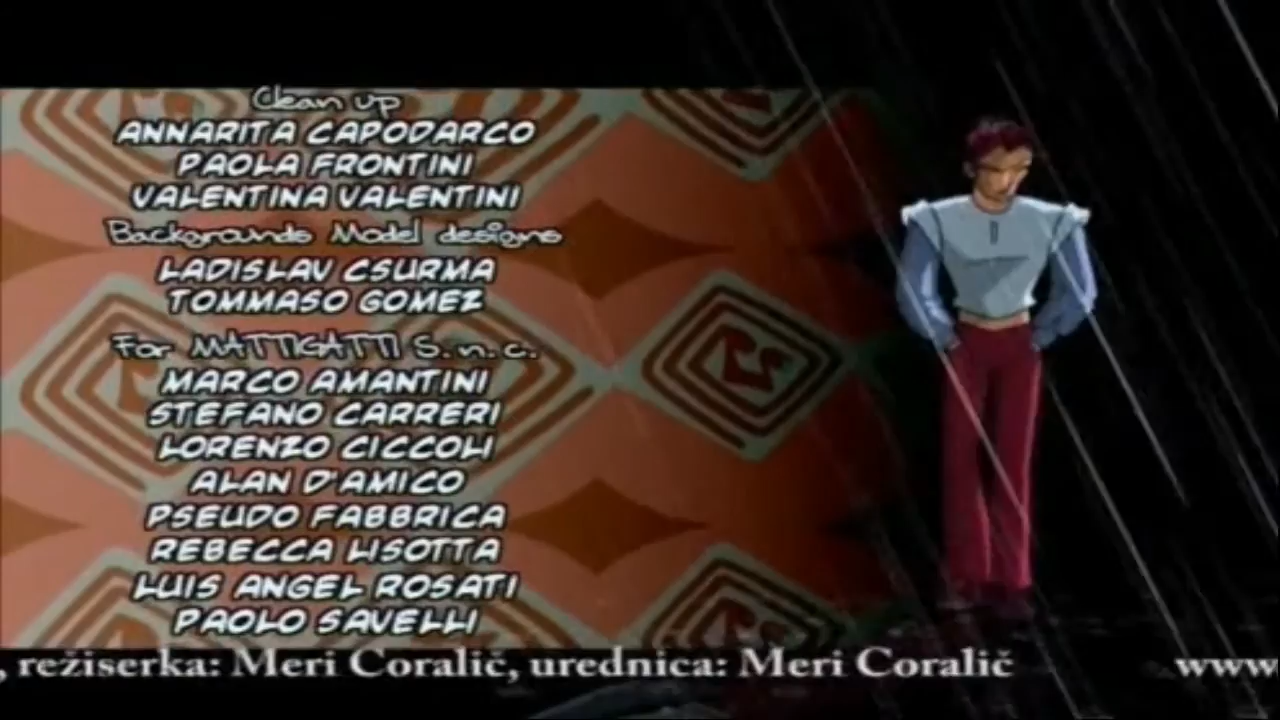 Clean up
ANNARITA CAPODARCO
PAOLA FRONTINI
VALENTINA VALENTINI
Backgrounds Model designs
LADISLAV CSURMA
TOMMASO GOMEZ
For MATTIGATTI S.n.c.
MARCO AMANTINI
STEFANO CARRERI
LORENZO CICCOLI
ALAN D'AMICO
PSEUDO FABBRICA
REBECCA LISOTTA
LUIS ANGEL ROSATI
PAOLO SAVELLI
, režiserka: Meri Coralič, urednica: Meri Coralič www